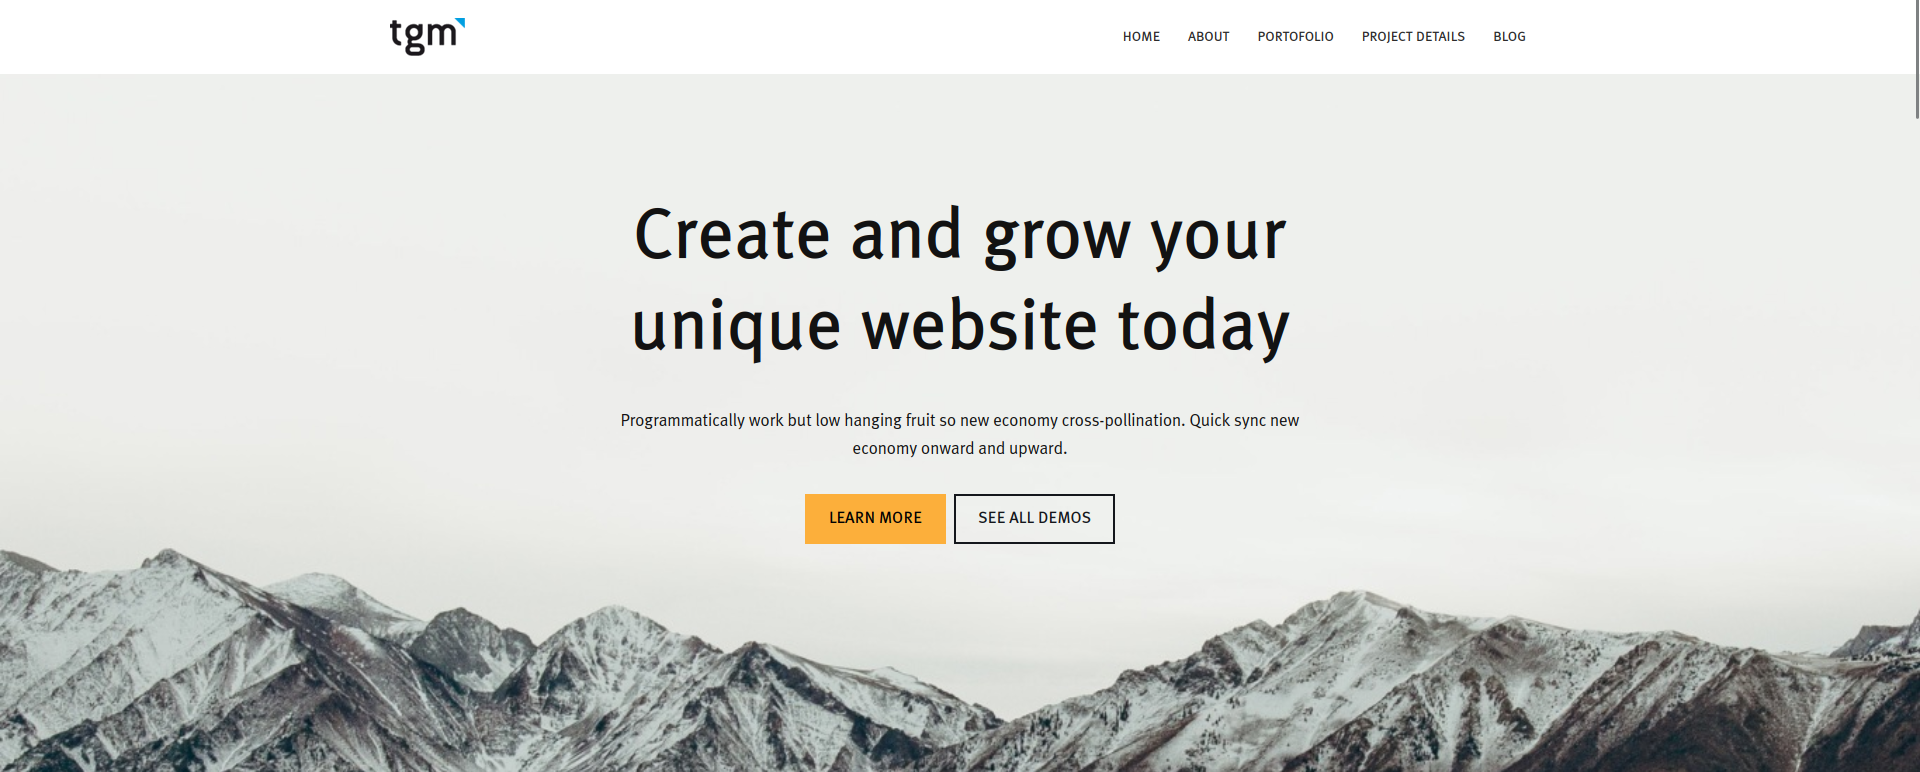 tgm
HOME ABOUT PORTOFOLIO PROJECT DETAILS BLOG
Create and grow your
unique website today
Programmatically work but low hanging fruit so new economy cross-pollination. Quick sync new
economy onward and upward.
LEARN MORE SEE ALL DEMOS